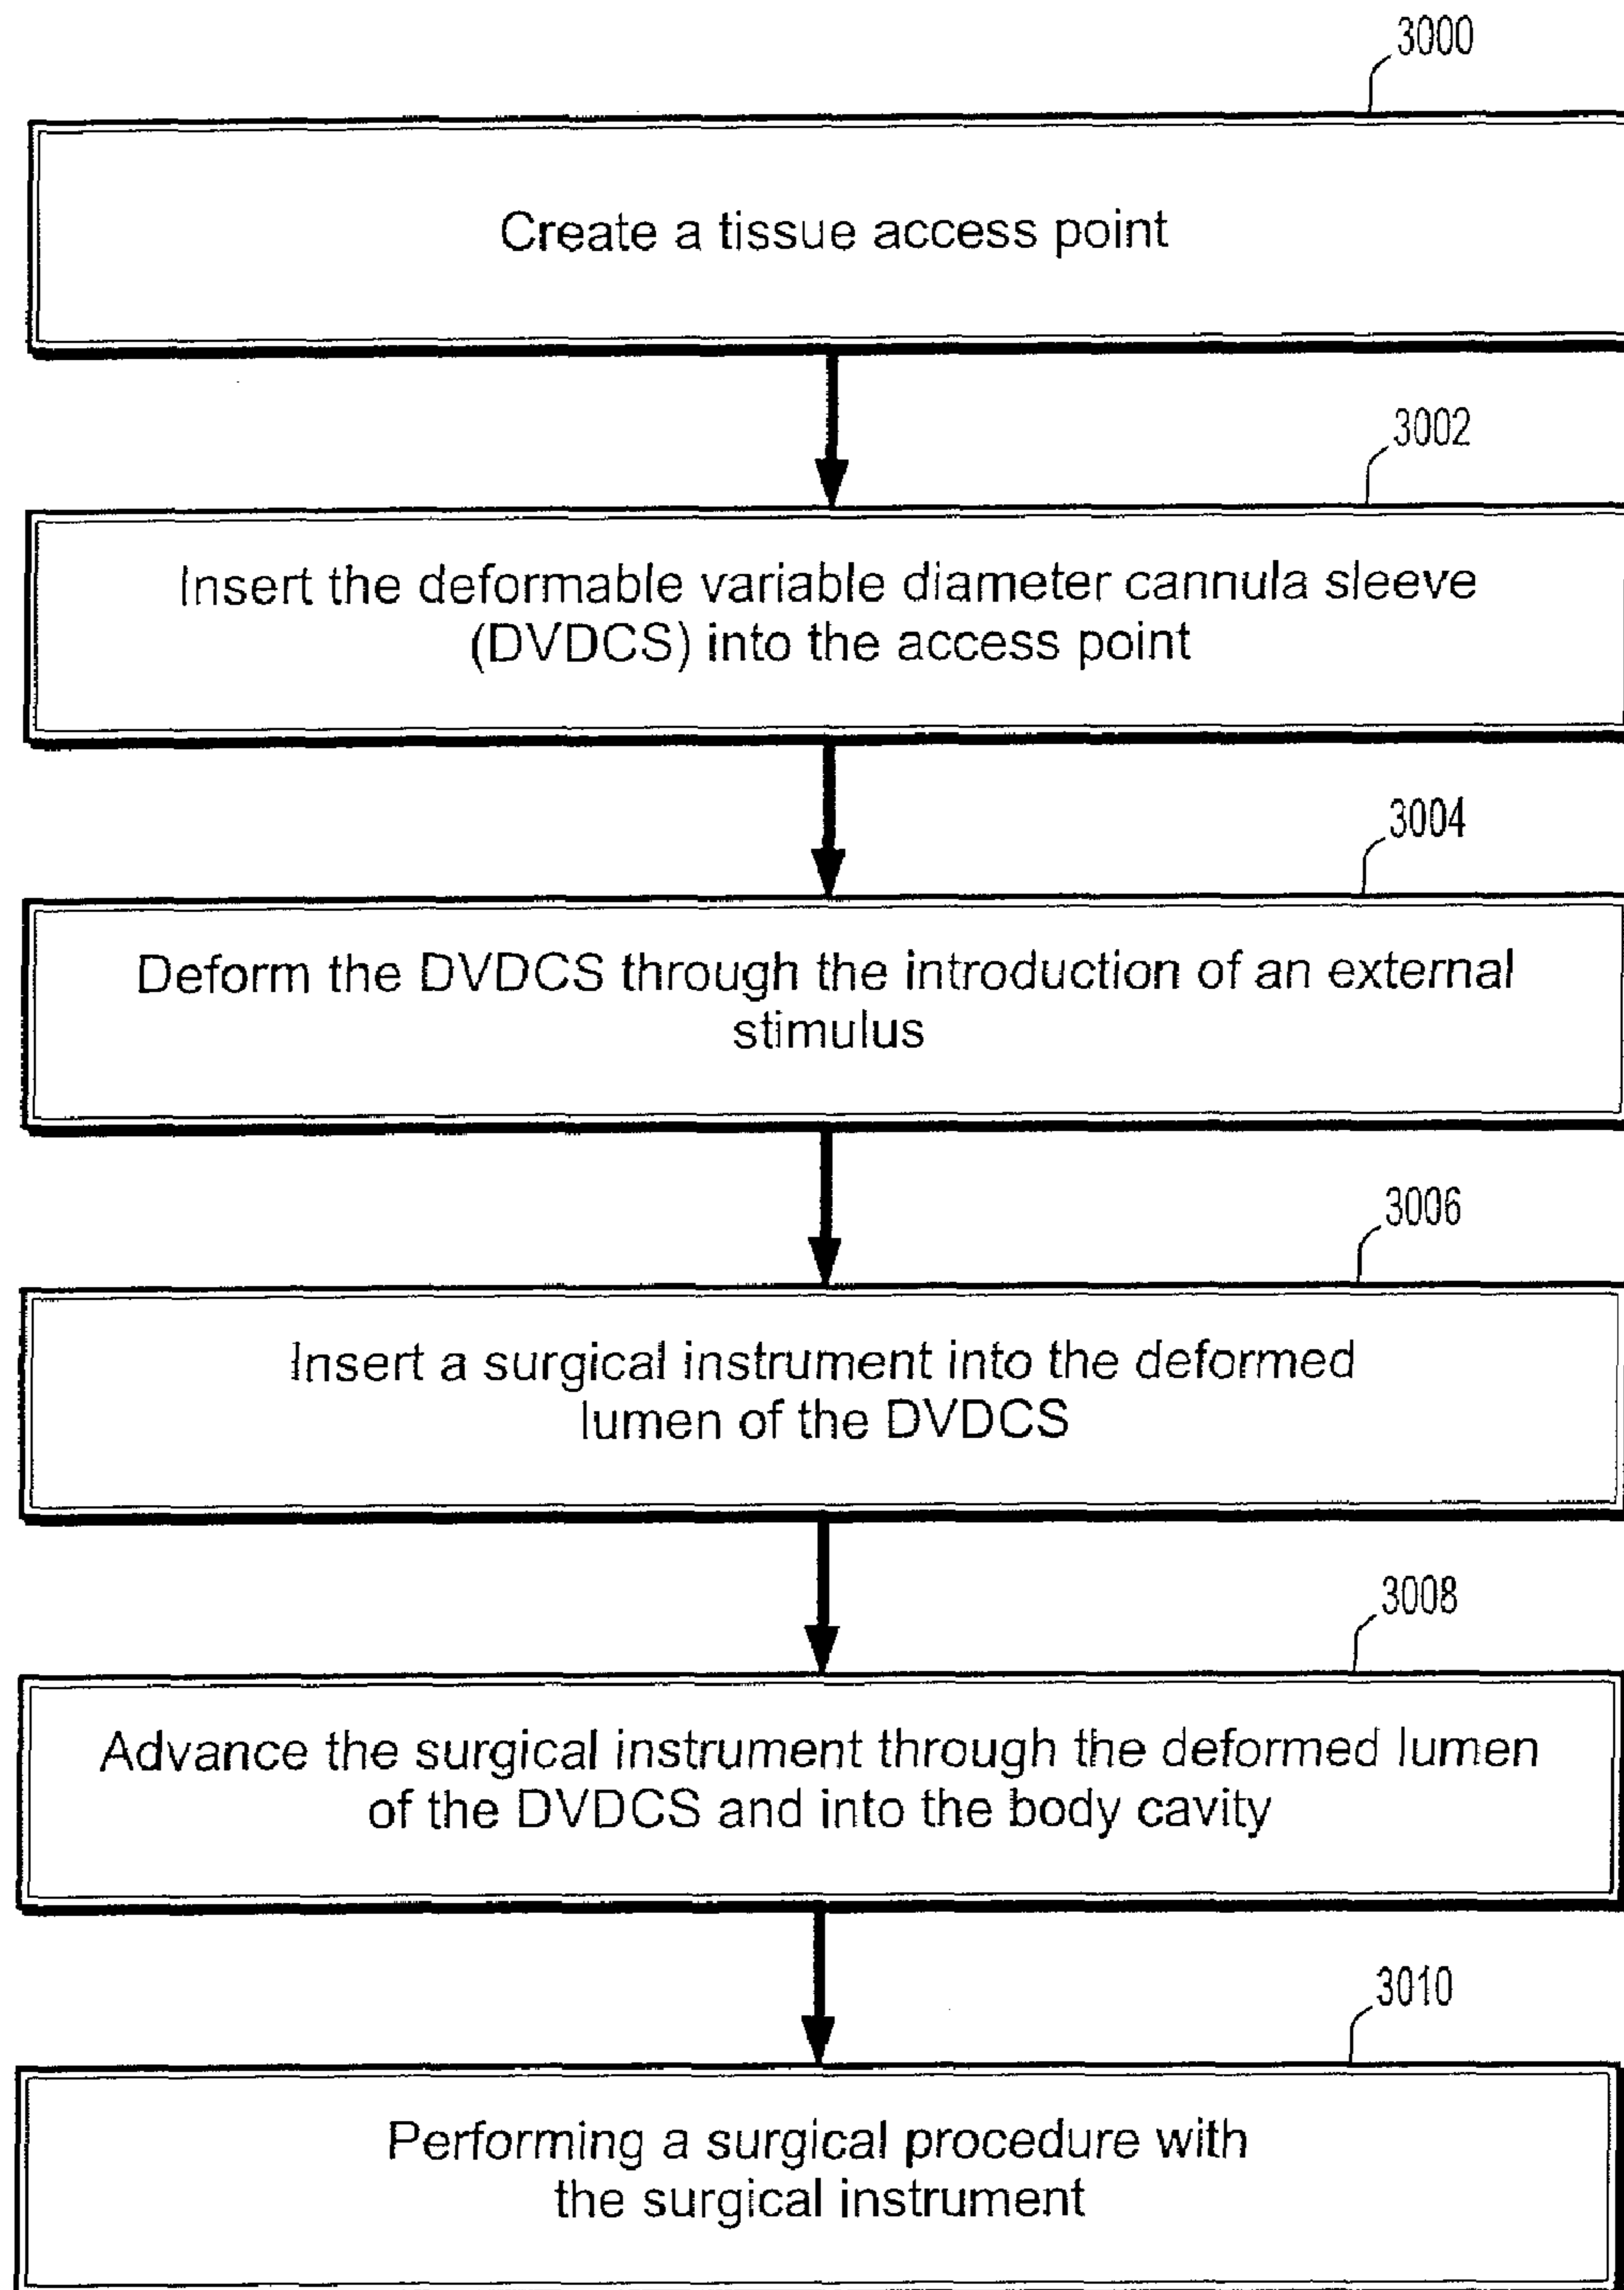 3000
Create a tissue access point
3002
Insert the deformable variable diameter cannula sleeve
(DVDCS) into the access point
3004
Deform the DVDCS through the introduction of an external
stimulus
3006
Insert a surgical instrument into the deformed
lumen of the DVDCS
3008
Advance the surgical instrument through the deformed lumen
of the DVDCS and into the body cavity
3010
Performing a surgical procedure with
the surgical instrument